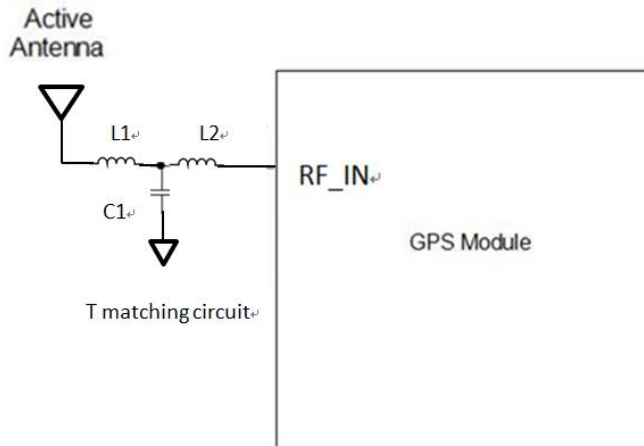 Active
Antenna
L1↵
L2↵
RF_IN↵
C1↵
GPS Module
T matching circuit↵